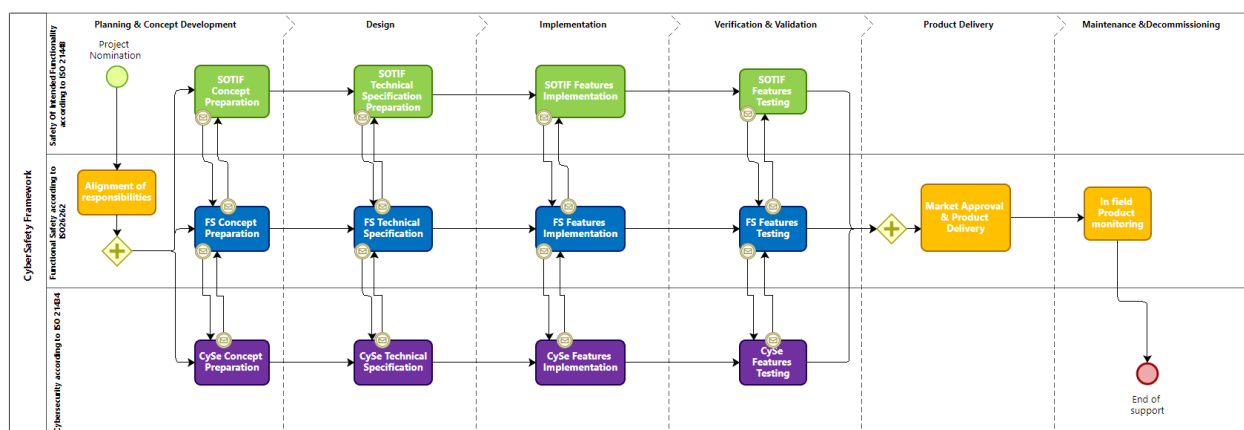 Planning & Concept Development
Design
Implementation
Verification & Validation
Product Delivery
Maintenance &Decommissioning
CyberSafety Framework
Safety Of Intended Functionality
according to ISO 21448
Project
Nomination
SOTIF
Concept
Preparation
SOTIF
Technical
Specification
Preparation
SOTIF Features
Implementation
SOTIF
Features
Testing
Functional Safety according to
ISO26262
Alignment of
responsibilities
FS Concept
Preparation
FS Technical
Specification
FS Features
Implementation
FS Features
Testing
Market Approval
& Product
Delivery
In field
Product
monitoring
Cybersecurity according to ISO 21434
CySe Concept
Preparation
CySe Technical
Specification
CySe Features
Implementation
CySe
Features
Testing
End of
support